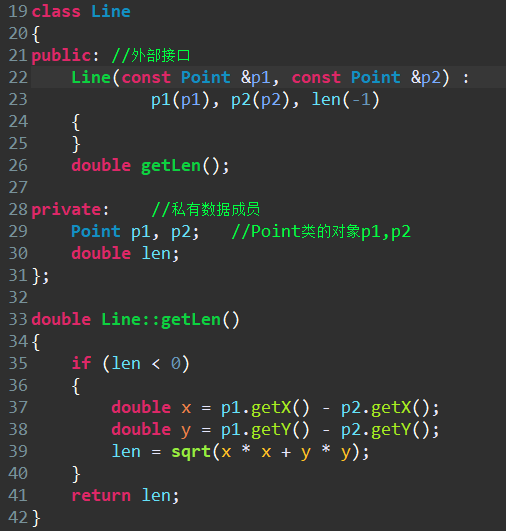 19 class Line
20 {
21 public: //外部接口
22     Line(const Point &p1, const Point &p2) :
23             p1(p1), p2(p2), len(-1)
24     {
25     }
26     double getLen();
27
28 private:    //私有数据成员
29     Point p1, p2;   //Point类的对象p1,p2
30     double len;
31 };
32
33 double Line::getLen()
34 {
35     if (len < 0)
36     {
37         double x = p1.getX() - p2.getX();
38         double y = p1.getY() - p2.getY();
39         len = sqrt(x * x + y * y);
40     }
41     return len;
42 }